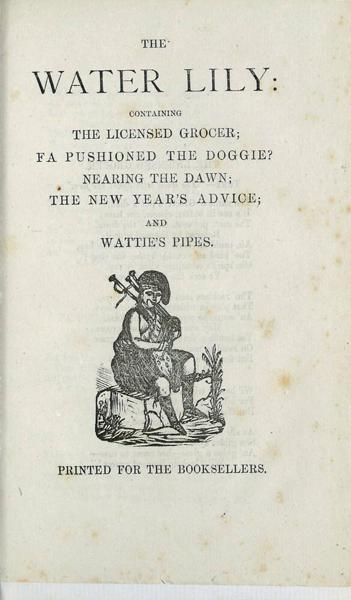 THE
WATER LILY:
CONTAINING
THE LICENSED GROCER;
FA PUSHIONED THE DOGGIE?
NEARING THE DAWN;
THE NEW YEAR'S ADVICE;
AND
WATTIE'S PIPES.
PRINTED FOR THE BOOKSELLERS.